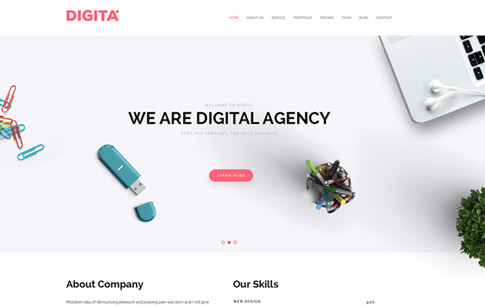 DIGITA
HOME ABOUT US SERVICE PORTFOLIO PRICING TEAM BLOG CONTACT
WELCOME TO DIGITA
WE ARE DIGITAL AGENCY
BEST PSD TEMPLATE FOR YOUR BUSINESS
LEARN MORE
About Company
Our Skills
Mistaken idea of denouncing pleasure and praising pain was born and I will give
WEB DESIGN